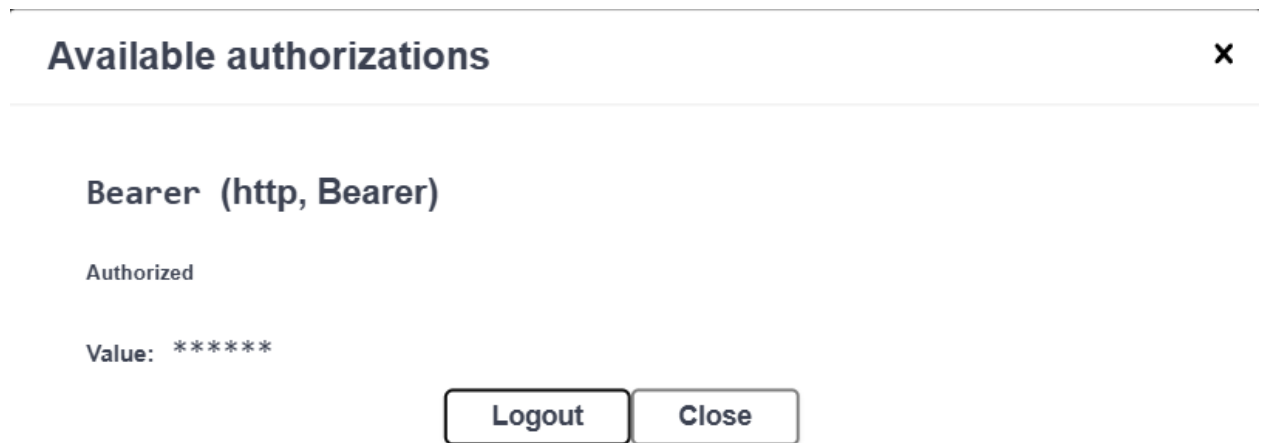 Available authorizations
Bearer (http, Bearer)
Authorized
Value: ******
Logout Close